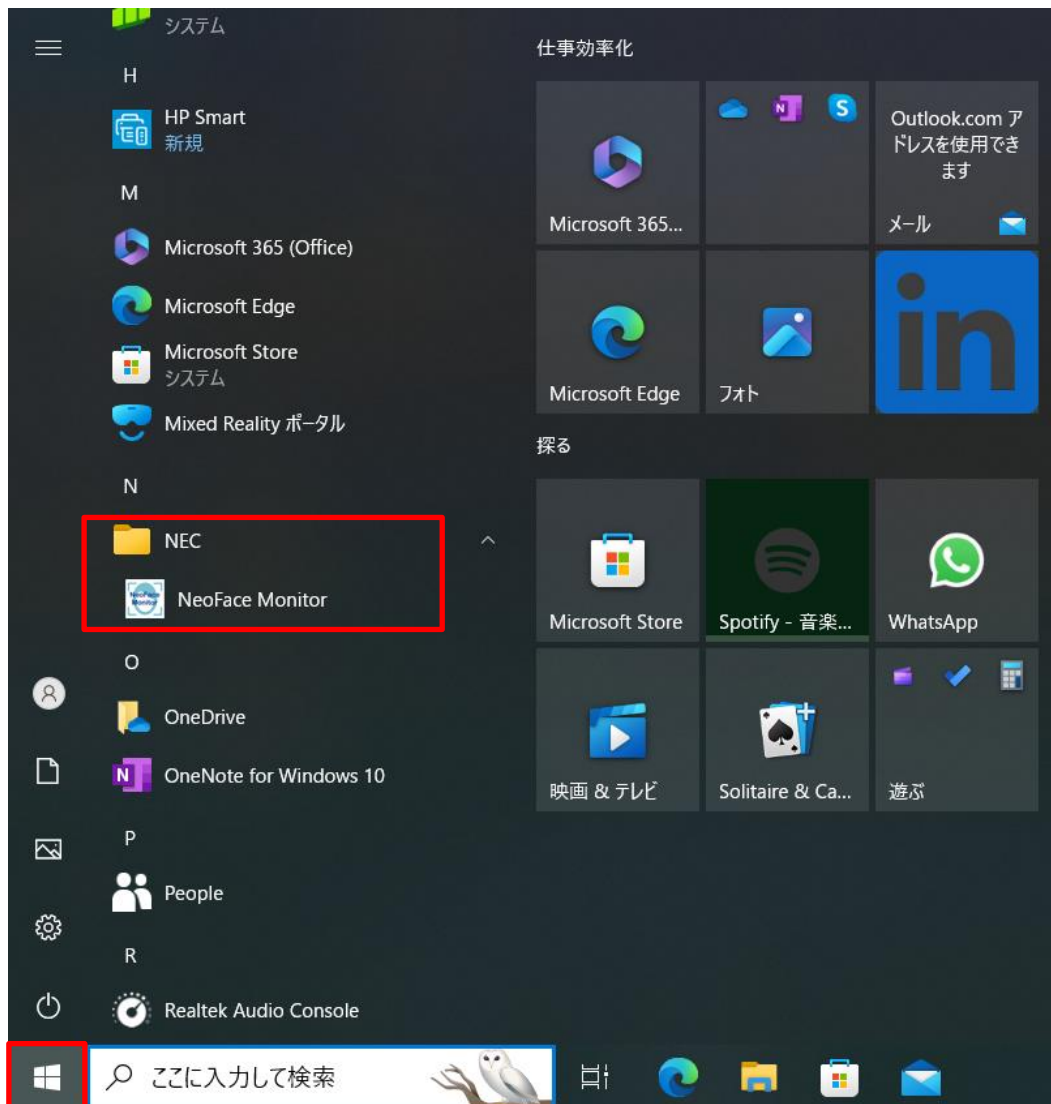 システム
H
HP Smart
新規
M
Microsoft 365 (Office)
Microsoft Edge
Microsoft Store
システム
Mixed Reality ポータル
N
NEC
NeoFace Monitor
O
OneDrive
N
OneNote for Windows 10
P
People
R
Realtek Audio Console
仕事効率化
Microsoft 365...
N
S
Outlook.com ア
ドレスを使用でき
ます
メール
Microsoft Edge
フォト
in
探る
Microsoft Store
Spotify - 音楽...
WhatsApp
映画 & テレビ
Solitaire & Ca...
遊ぶ
ここに入力して検索